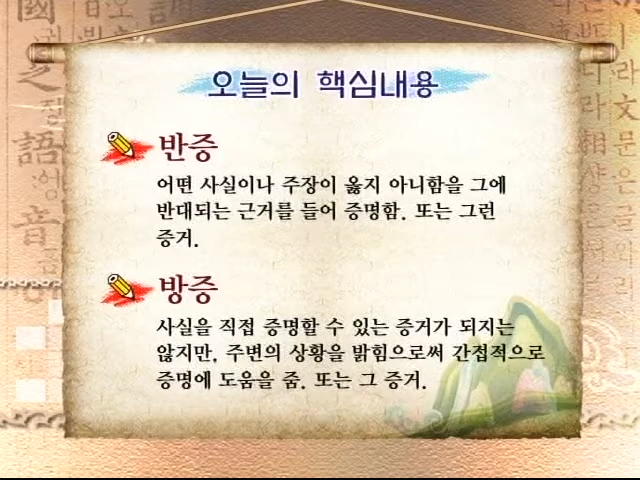 오늘의 핵심내용
반증
어떤 사실이나 주장이 옳지 아니함을 그에
반대되는 근거를 들어 증명함. 또는 그런
증거.
방증
사실을 직접 증명할 수 있는 증거가 되지는
않지만, 주변의 상황을 밝힘으로써 간접적으로
증명에 도움을 줌. 또는 그 증거.